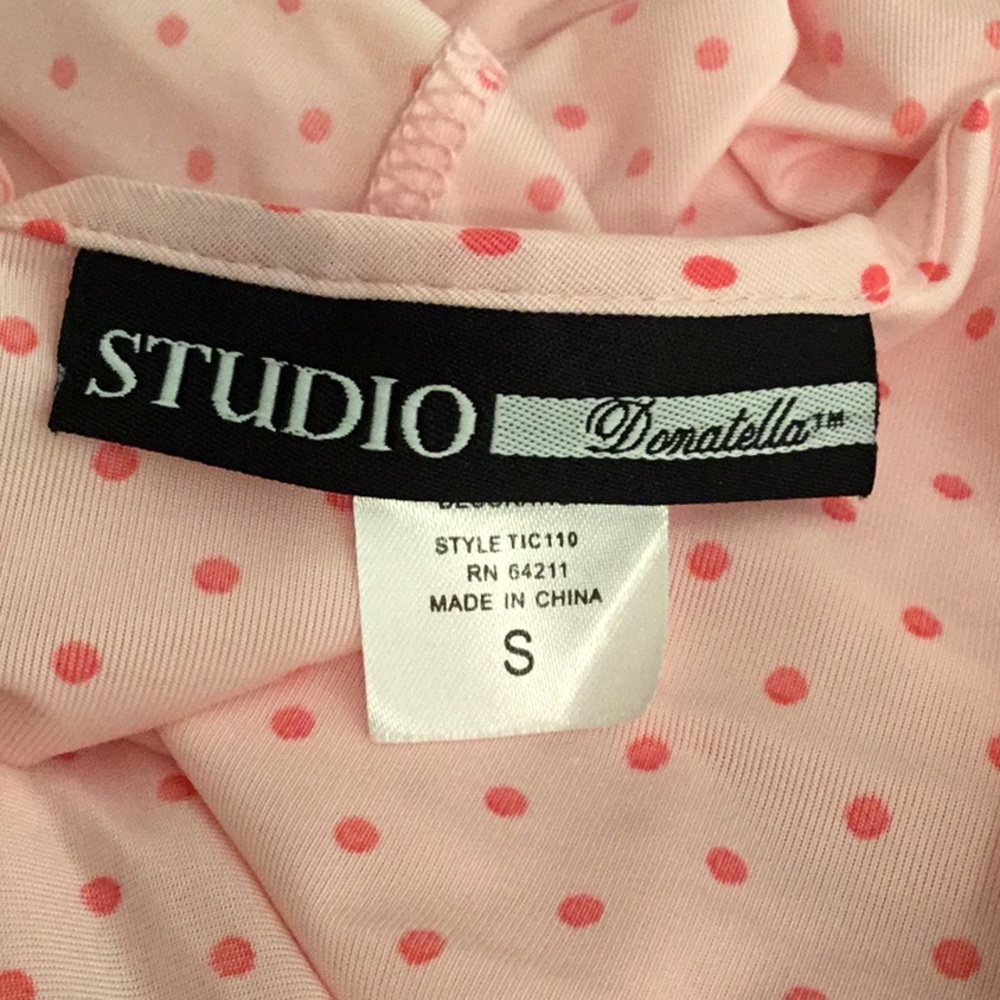 STUDIO Donatella™
STYLE TIC110
RN 64211
MADE IN CHINA
S